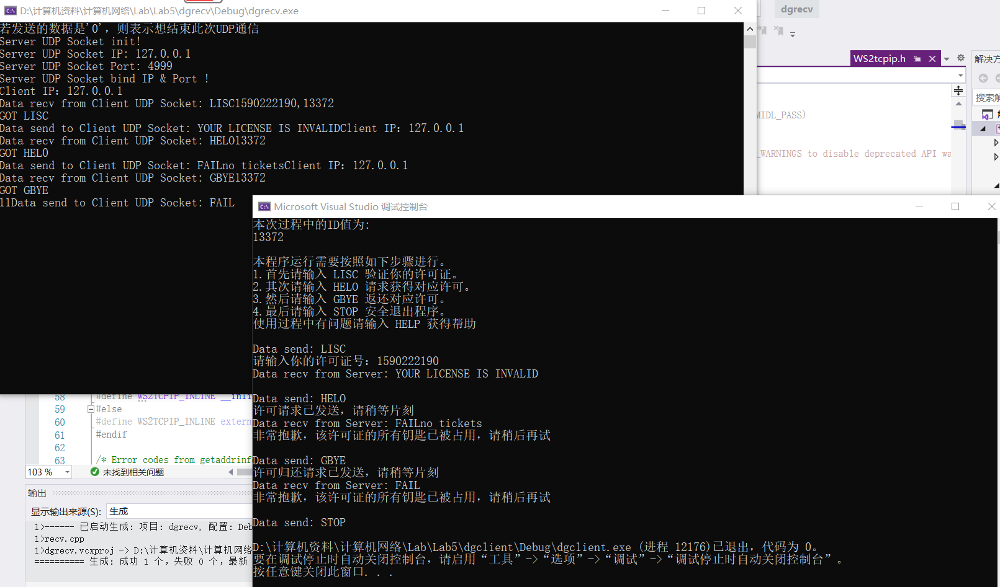 D:\计算机资料\计算机网络\Lab\Lab5\dgrecv\Debug\dgrecv.exe
若发送的数据是'0'，则表示想结束此次UDP通信
Server UDP Socket init!
Server UDP Socket IP: 127.0.0.1
Server UDP Socket Port: 4999
Server UDP Socket bind IP & Port !
Client IP: 127.0.0.1
Data recv from Client UDP Socket: LISC1590222190,13372
GOT LISC
Data send to Client UDP Socket: YOUR LICENSE IS INVALIDClient IP: 127.0.0.1
Data recv from Client UDP Socket: HELO13372
GOT HELO
Data send to Client UDP Socket: FAILno ticketsClient IP: 127.0.0.1
Data recv from Client UDP Socket: GBYE13372
GOT GBYE
11Data send to Client UDP Socket: FAIL
dgrecv
WS2tcpip.h
解决方
搜索解
MIDL_PASS)
_WARNINGS to disable deprecated API wa
Microsoft Visual Studio 调试控制台
本次过程中的ID值为:
13372
本程序运行需要按照如下步骤进行。
1.首先请输入 LISC 验证你的许可证。
2.其次请输入 HELO 请求获得对应许可。
3.然后请输入 GBYE 返还对应许可。
4.最后请输入 STOP 安全退出程序。
使用过程中有问题请输入 HELP 获得帮助
Data send: LISC
请输入你的许可证号: 1590222190
Data recv from Server: YOUR LICENSE IS INVALID
Data send: HELO
许可请求已发送，请稍等片刻
Data recv from Server: FAILno tickets
非常抱歉，该许可证的所有钥匙已被占用，请稍后再试
Data send: GBYE
许可归还请求已发送，请稍等片刻
Data recv from Server: FAIL
非常抱歉，该许可证的所有钥匙已被占用，请稍后再试
Data send: STOP
D:\计算机资料\计算机网络\Lab\Lab5\dgclient\Debug\dgclient.exe (进程 12176)已退出，代码为 0。
要在调试停止时自动关闭控制台，请启用“工具”->“选项”->“调试”->“调试停止时自动关闭控制台”。
按任意键关闭此窗口. . .
58 #define WS2TCPIP_INLINE __inli
59 #else
60 #define WS2TCPIP_INLINE extern
61 #endif
62
63 /* Error codes from getaddrinf
103 % 未找到相关问题
输出
显示输出来源(S): 生成
1>------ 已启动生成: 项目: dgrecv, 配置: Deb
1>recv.cpp
1>dgrecv.vcxproj -> D:\计算机资料\计算机网络
========== 生成: 成功 1 个，失败 0 个，最新